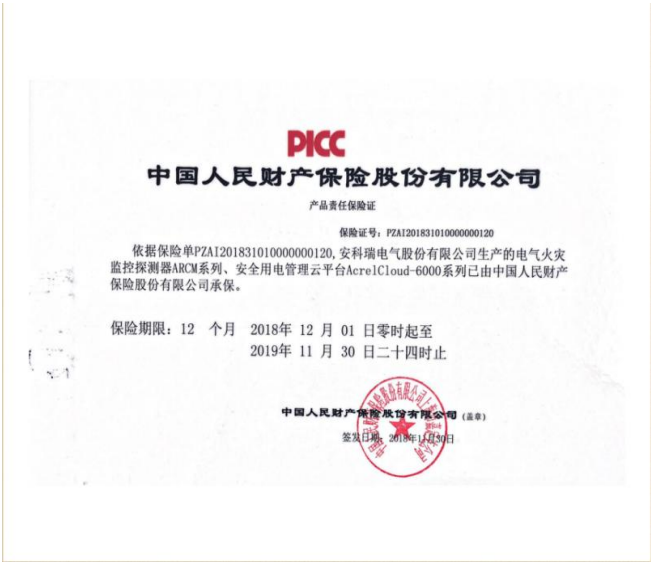 PICC
中国人民财产保险股份有限公司
产品责任保险证
保险证号：PZAI201831010000000120
依据保险单PZAI201831010000000120,安科瑞电气股份有限公司生产的电气火灾
监控探测器ARCM系列、安全用电管理云平台AcrelCloud-6000系列已由中国人民财产
保险股份有限公司承保。
保险期限：12 个月 2018年 12 月 01 日零时起至
2019年 11 月 30 日二十四时止
中国人民财产保险股份有限公司（盖章）
签发日期：2018年11月30日